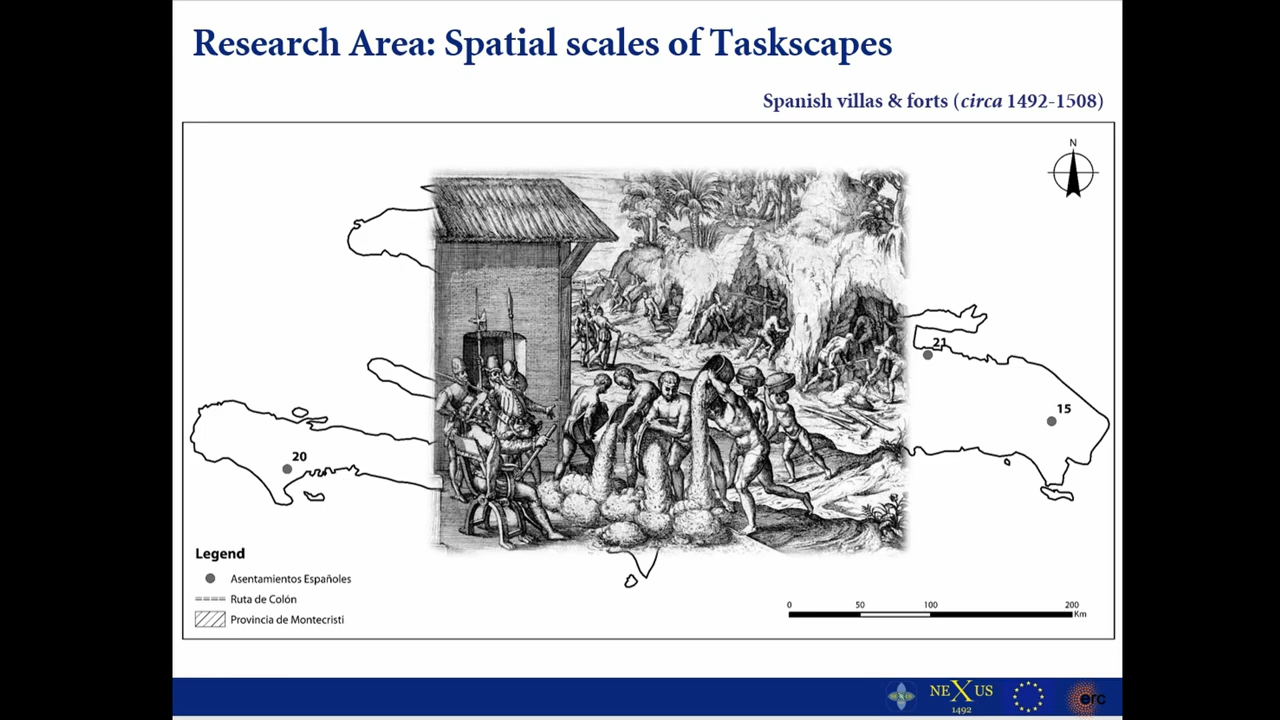 Research Area: Spatial scales of Taskscapes
Spanish villas & forts (circa 1492-1508)
N
21
15
20
Legend
Asentamientos Españoles
Ruta de Colón
Provincia de Montecristi
0 50 100 200
Km
NEXUS
1492
erc